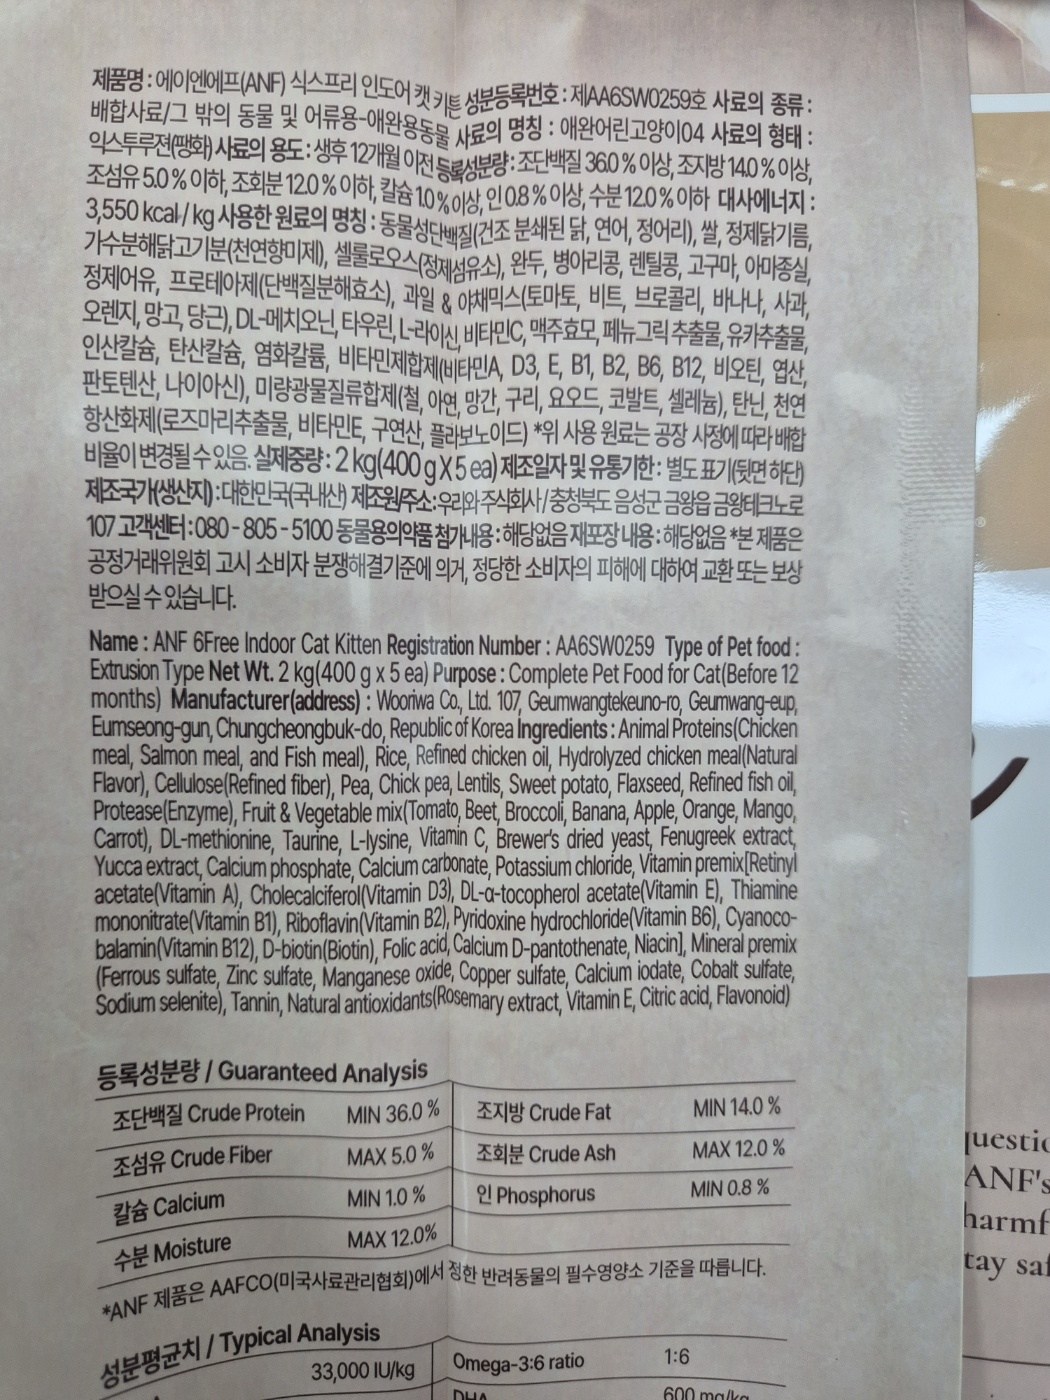 제품명 : 에이엔에프(ANF) 식스프리 인도어 캣 키튼 성분등록번호 : 제AA6SW0259호 사료의 종류 :
배합사료/그 밖의 동물 및 어류용-애완용동물 사료의 명칭 : 애완어린고양이04 사료의 형태 :
익스투루젼(팽화) 사료의 용도 : 생후 12개월 이전 등록성분량 : 조단백질 36.0 % 이상, 조지방 14.0 % 이상,
조섬유 5.0 % 이하, 조회분 12.0 % 이하, 칼슘 1.0 % 이상, 인 0.8 % 이상, 수분 12.0 % 이하 대사에너지 :
3,550 kcal / kg 사용한 원료의 명칭 : 동물성단백질(건조 분쇄된 닭, 연어, 정어리), 쌀, 정제닭기름,
가수분해닭고기분(천연향미제), 셀룰로오스(정제섬유소), 완두, 병아리콩, 렌틸콩, 고구마, 아마종실,
정제어유, 프로테아제(단백질분해효소), 과일 & 야채믹스(토마토, 비트, 브로콜리, 바나나, 사과,
오렌지, 망고, 당근), DL-메치오닌, 타우린, L-라이신, 비타민C, 맥주효모, 페뉴그릭 추출물, 유카추출물,
인산칼슘, 탄산칼슘, 염화칼륨, 비타민제합제(비타민A, D3, E, B1, B2, B6, B12, 비오틴, 엽산,
판토텐산, 나이아신), 미량광물질류합제(철, 아연, 망간, 구리, 요오드, 코발트, 셀레늄), 탄닌, 천연
항산화제(로즈마리추출물, 비타민E, 구연산, 플라보노이드) *위 사용 원료는 공장 사정에 따라 배합
비율이 변경될 수 있음. 실제중량 : 2 kg(400 g X 5 ea) 제조일자 및 유통기한 : 별도 표기(뒷면 하단)
제조국가(생산지) : 대한민국(국내산) 제조원/주소 : 우리와 주식회사 / 충청북도 음성군 금왕읍 금왕테크노로
107 고객센터 : 080 - 805 - 5100 동물용의약품 첨가내용 : 해당없음 재포장 내용 : 해당없음 *본 제품은
공정거래위원회 고시 소비자 분쟁해결기준에 의거, 정당한 소비자의 피해에 대하여 교환 또는 보상
받으실 수 있습니다.
Name : ANF 6Free Indoor Cat Kitten Registration Number : AA6SW0259 Type of Pet food :
Extrusion Type Net Wt. 2 kg(400 g x 5 ea) Purpose : Complete Pet Food for Cat(Before 12
months) Manufacturer(address) : Wooriwa Co., Ltd. 107, Geumwangtekeuno-ro, Geumwang-eup,
Eumseong-gun, Chungcheongbuk-do, Republic of Korea Ingredients : Animal Proteins(Chicken
meal, Salmon meal, and Fish meal), Rice, Refined chicken oil, Hydrolyzed chicken meal(Natural
Flavor), Cellulose(Refined fiber), Pea, Chick pea, Lentils, Sweet potato, Flaxseed, Refined fish oil,
Protease(Enzyme), Fruit & Vegetable mix(Tomato, Beet, Broccoli, Banana, Apple, Orange, Mango,
Carrot), DL-methionine, Taurine, L-lysine, Vitamin C, Brewer's dried yeast, Fenugreek extract,
Yucca extract, Calcium phosphate, Calcium carbonate, Potassium chloride, Vitamin premix[Retinyl
acetate(Vitamin A), Cholecalciferol(Vitamin D3), DL-α-tocopherol acetate(Vitamin E), Thiamine
mononitrate(Vitamin B1), Riboflavin(Vitamin B2), Pyridoxine hydrochloride(Vitamin B6), Cyanoco-
balamin(Vitamin B12), D-biotin(Biotin), Folic acid, Calcium D-pantothenate, Niacin], Mineral premix
(Ferrous sulfate, Zinc sulfate, Manganese oxide, Copper sulfate, Calcium iodate, Cobalt sulfate,
Sodium selenite), Tannin, Natural antioxidants(Rosemary extract, Vitamin E, Citric acid, Flavonoid)
등록성분량 / Guaranteed Analysis
조단백질 Crude Protein MIN 36.0 % 조지방 Crude Fat MIN 14.0 %
조섬유 Crude Fiber MAX 5.0 % 조회분 Crude Ash MAX 12.0 %
칼슘 Calcium MIN 1.0 % 인 Phosphorus MIN 0.8 %
수분 Moisture MAX 12.0%
*ANF 제품은 AAFCO(미국사료관리협회)에서 정한 반려동물의 필수영양소 기준을 따릅니다.
성분평균치 / Typical Analysis
33,000 IU/kg Omega-3:6 ratio 1:6
DHA 600 mg/kg
ANF's